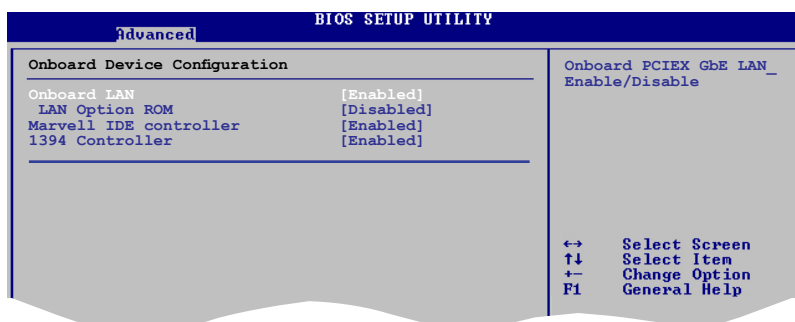 BIOS SETUP UTILITY
Advanced
Onboard Device Configuration
Onboard LAN [Enabled]
LAN Option ROM [Disabled]
Marvell IDE controller [Enabled]
1394 Controller [Enabled]
Onboard PCIEX GbE LAN_
Enable/Disable
←→ Select Screen
↑↓ Select Item
+- Change Option
F1 General Help